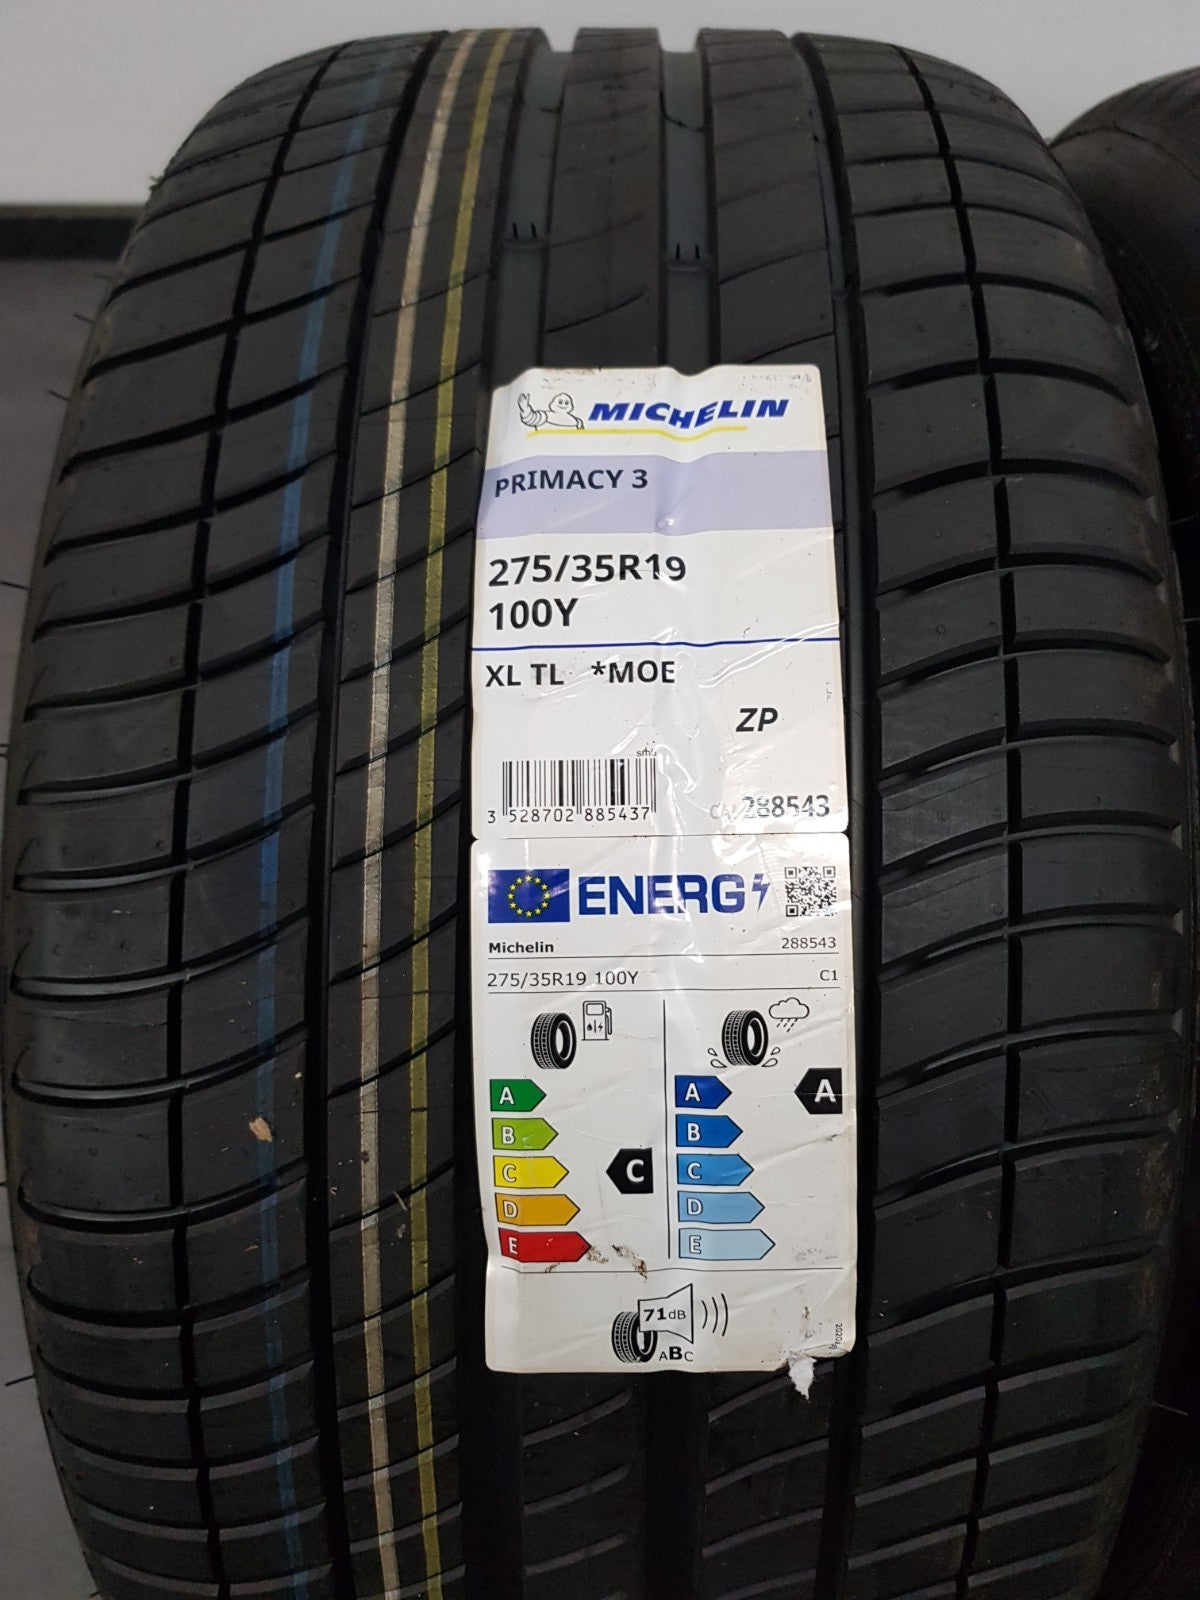 MICHELIN
PRIMACY 3
275/35R19
100Y
XL TL *MOE
ZP
3 528702 885437
CAI 288543
ENERG
Michelin 288543
275/35R19 100Y C1
A A A
B B
C C C
D D
E E
71dB
ABC